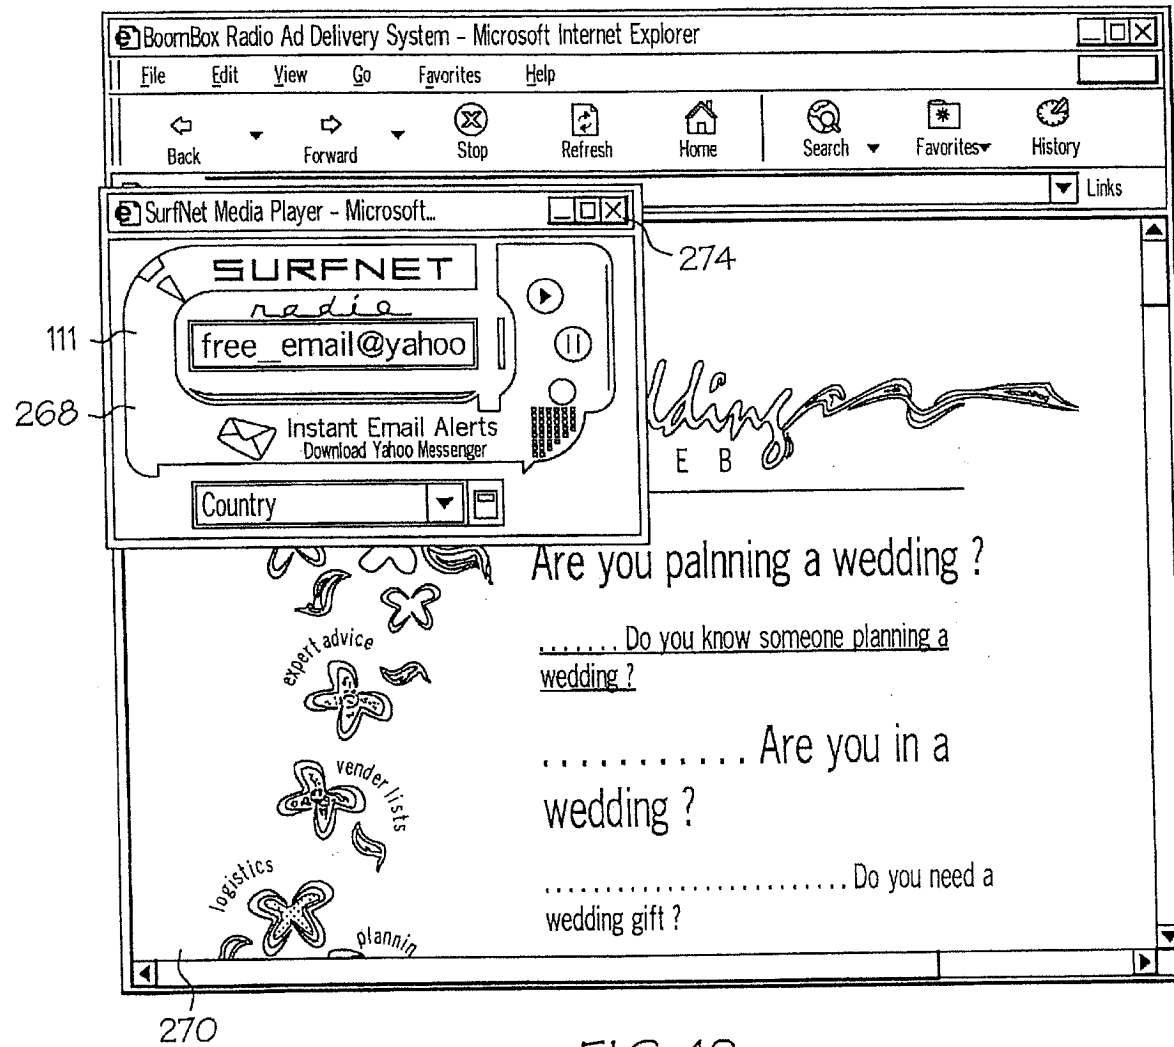 BoomBox Radio Ad Delivery System - Microsoft Internet Explorer
File Edit View Go Favorites Help
Back Forward Stop Refresh Home Search Favorites History
Links
SurfNet Media Player - Microsoft...
274
SURFNET
radio
111
free_email@yahoo
268
Instant Email Alerts
Download Yahoo Messenger
Country
E B
Are you palnning a wedding ?
....... Do you know someone planning a
wedding ?
expert advice
........... Are you in a
wedding ?
vender lists
logistics
........................ Do you need a
wedding gift ?
plannin
270